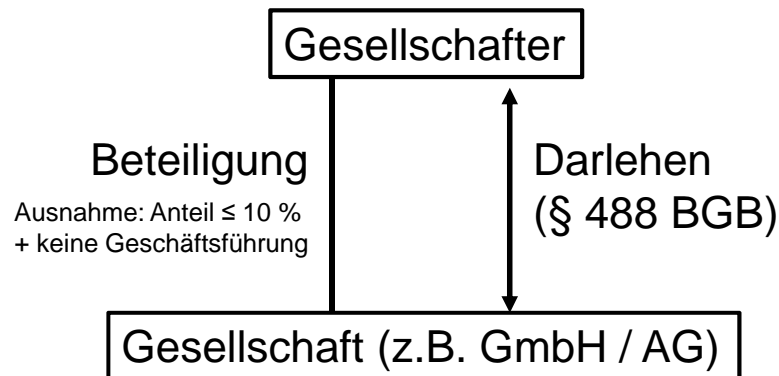 Gesellschafter
Beteiligung
Ausnahme: Anteil ≤ 10 %
+ keine Geschäftsführung
Darlehen
(§ 488 BGB)
Gesellschaft (z.B. GmbH / AG)